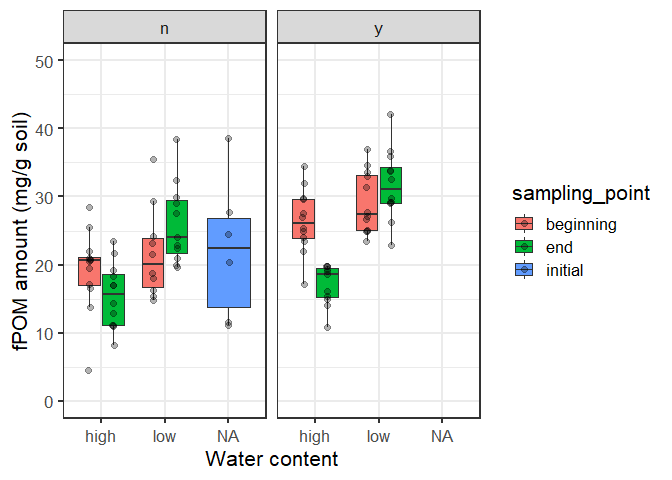 n y
fPOM amount (mg/g soil)
50
40
30
20
10
0
high low NA high low NA
Water content
sampling_point
beginning
end
initial